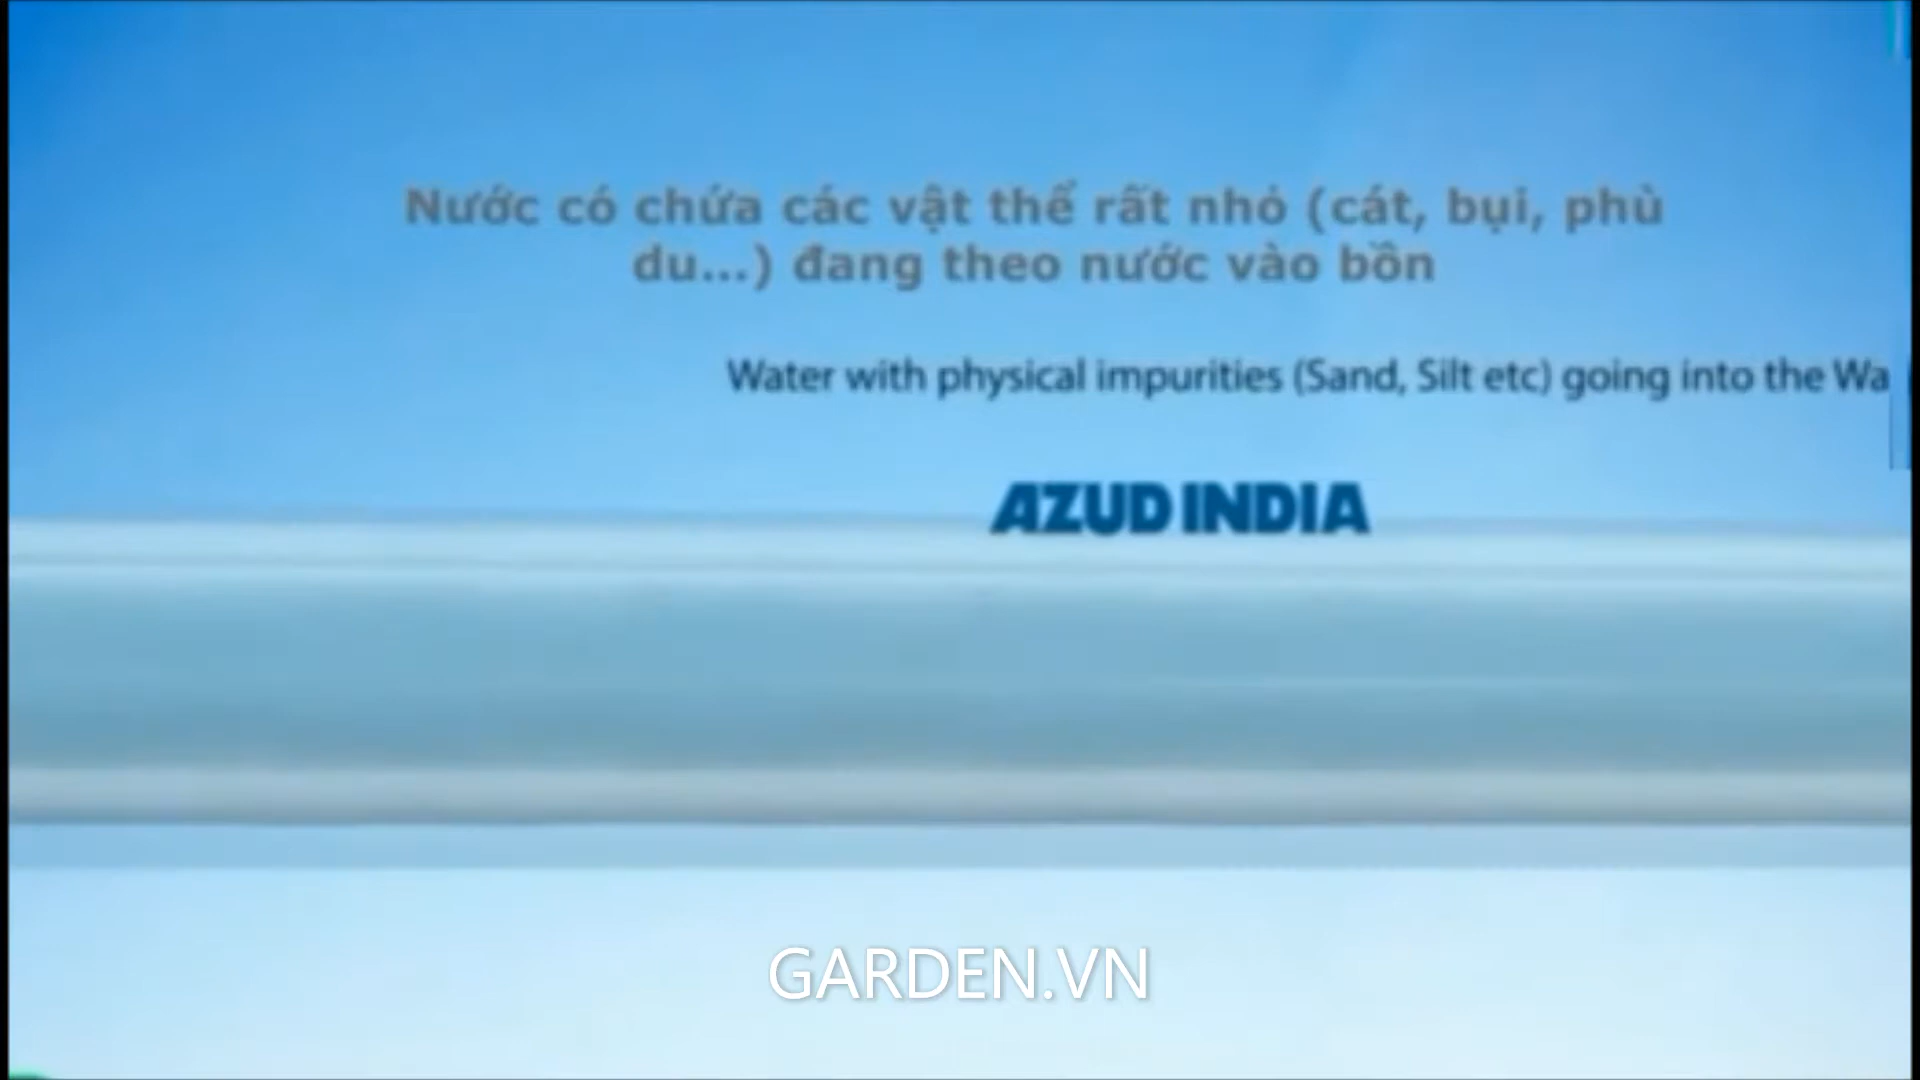 Nước có chứa các vật thể rất nhỏ (cát, bụi, phù
du...) đang theo nước vào bồn
Water with physical impurities (Sand, Silt etc) going into the Wa
AZUD INDIA
GARDEN.VN